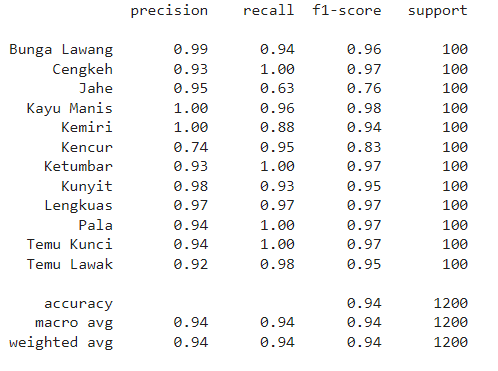 precision recall f1-score support
Bunga Lawang 0.99 0.94 0.96 100
Cengkeh 0.93 1.00 0.97 100
Jahe 0.95 0.63 0.76 100
Kayu Manis 1.00 0.96 0.98 100
Kemiri 1.00 0.88 0.94 100
Kencur 0.74 0.95 0.83 100
Ketumbar 0.93 1.00 0.97 100
Kunyit 0.98 0.93 0.95 100
Lengkuas 0.97 0.97 0.97 100
Pala 0.94 1.00 0.97 100
Temu Kunci 0.94 1.00 0.97 100
Temu Lawak 0.92 0.98 0.95 100
accuracy 0.94 1200
macro avg 0.94 0.94 0.94 1200
weighted avg 0.94 0.94 0.94 1200